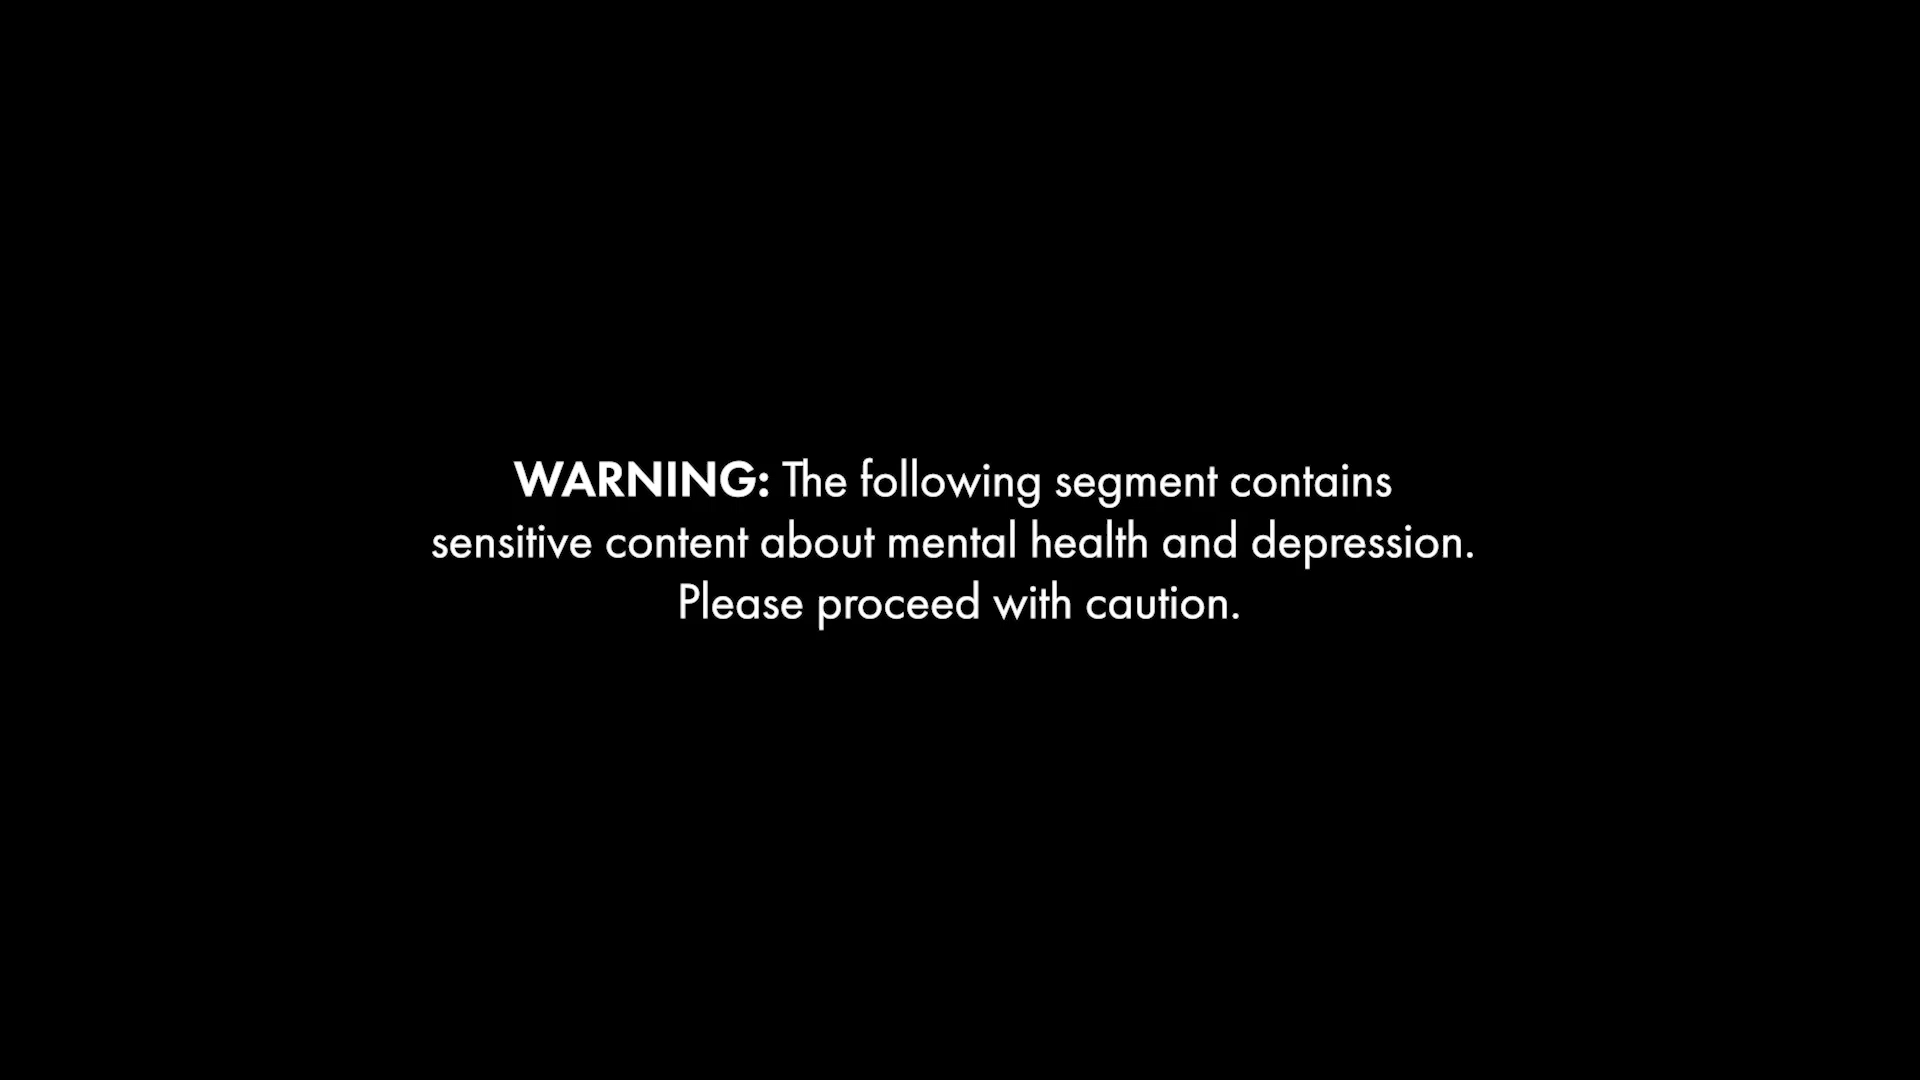 WARNING: The following segment contains
sensitive content about mental health and depression.
Please proceed with caution.